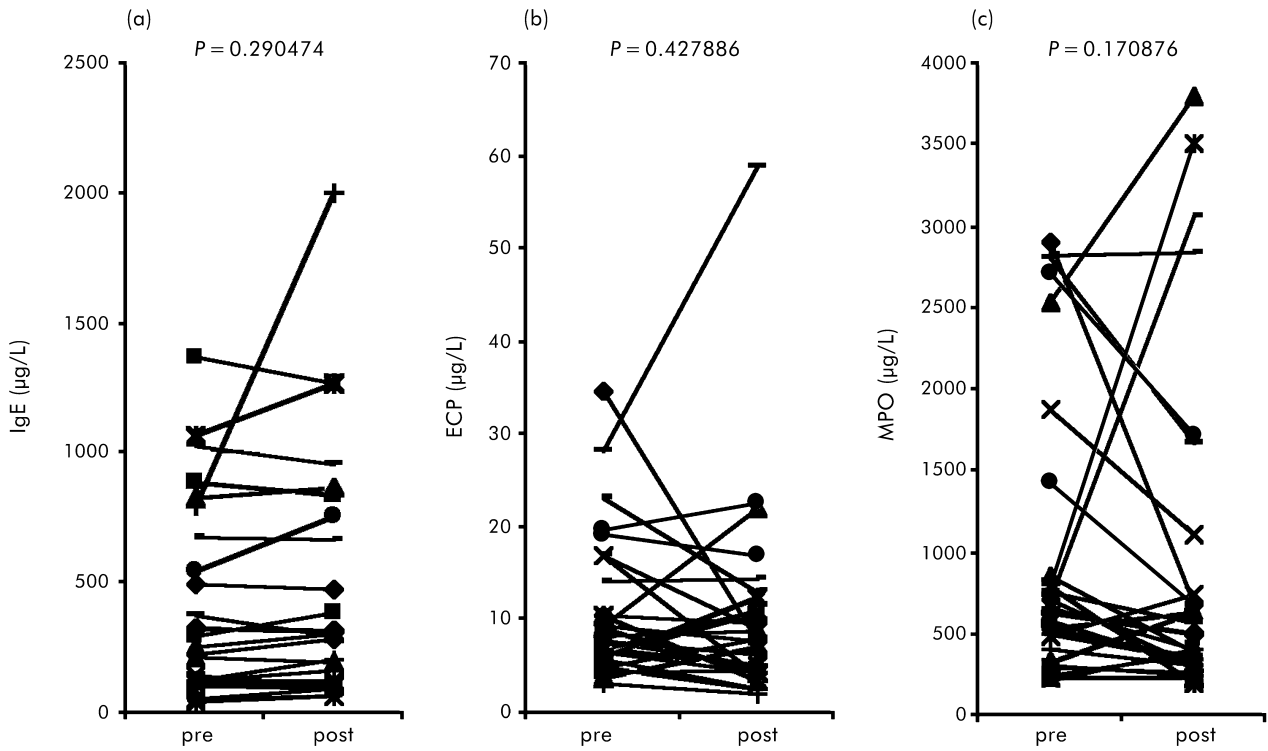 (a)
P = 0.290474
2500
2000
1500
1000
500
0
IgE (µg/L)
pre
post
(b)
P = 0.427886
70
60
50
40
30
20
10
0
ECP (µg/L)
pre
post
(c)
P = 0.170876
4000
3500
3000
2500
2000
1500
1000
500
0
MPO (µg/L)
pre
post